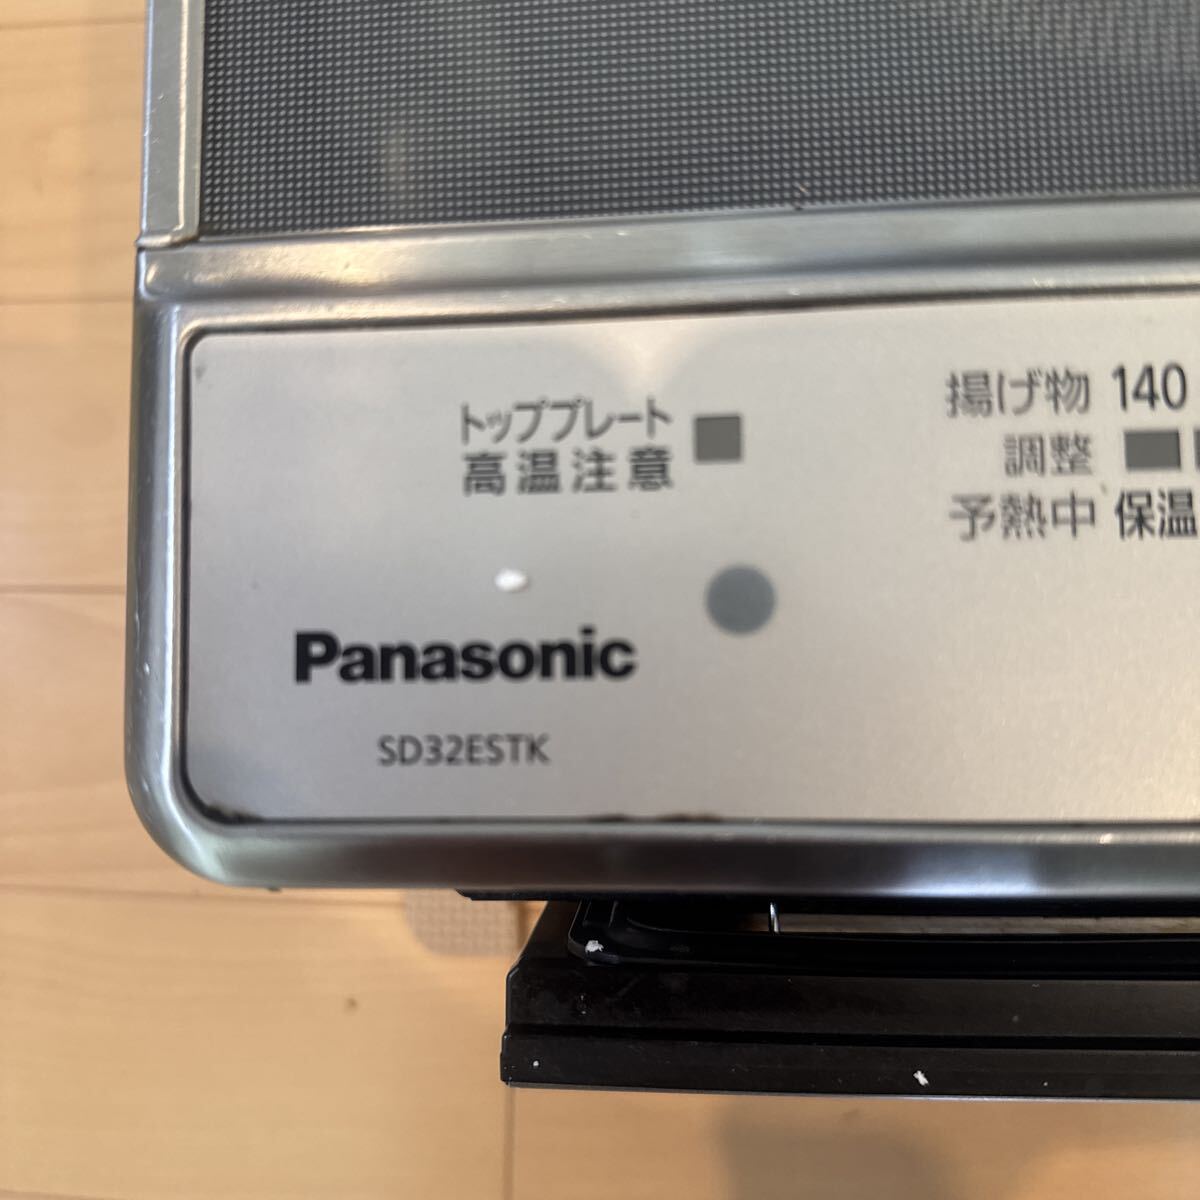 トッププレート
高温注意
揚げ物 140
調整
予熱中 保温
Panasonic
SD32ESTK